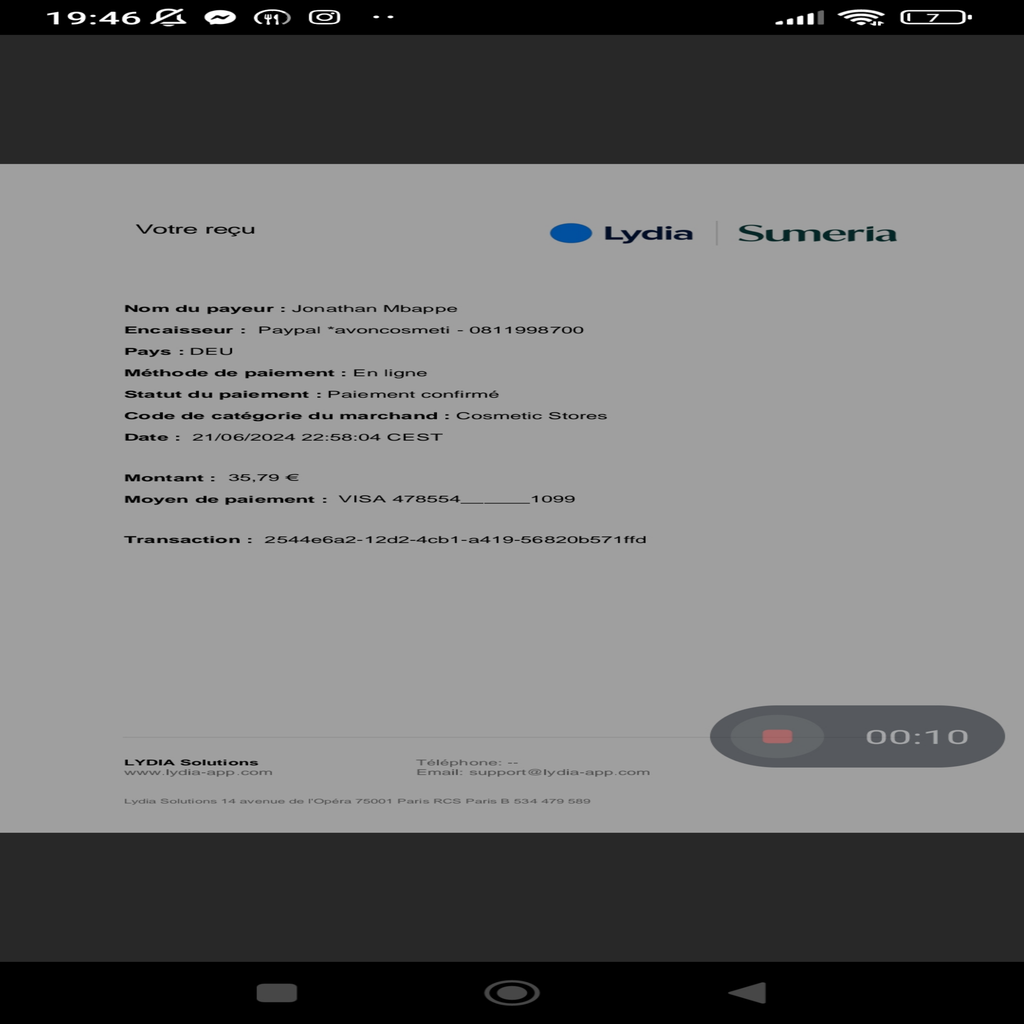 19:46
7
Votre reçu
Lydia | Sumeria
Nom du payeur : Jonathan Mbappe
Encaisseur : Paypal *avoncosmeti - 0811998700
Pays : DEU
Méthode de paiement : En ligne
Statut du paiement : Paiement confirmé
Code de catégorie du marchand : Cosmetic Stores
Date : 21/06/2024 22:58:04 CEST
Montant : 35,79 €
Moyen de paiement : VISA 478554______1099
Transaction : 2544e6a2-12d2-4cb1-a419-56820b571ffd
00:10
LYDIA Solutions
Téléphone: --
www.lydia-app.com
Email: support@lydia-app.com
Lydia Solutions 14 avenue de l'Opéra 75001 Paris RCS Paris B 534 479 589